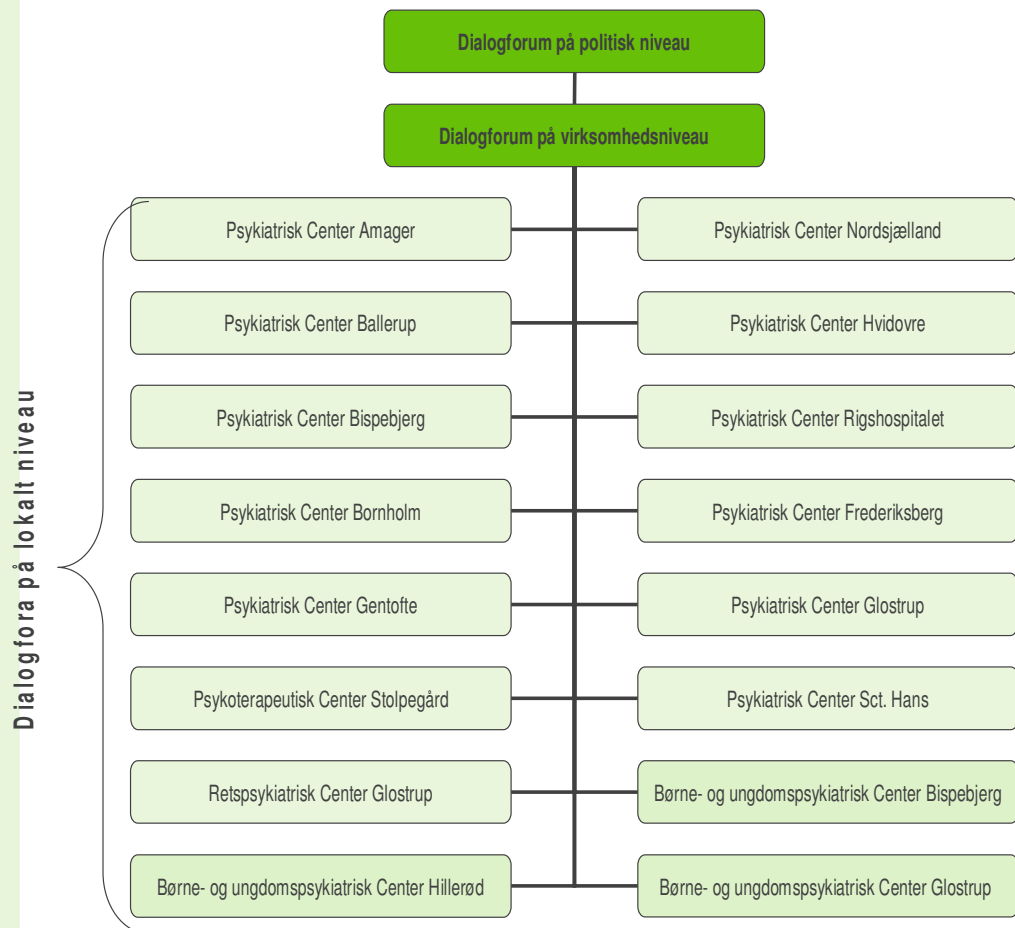 Dialogforum på politisk niveau
Dialogforum på virksomhedsniveau
Dialogfora på lokalt niveau
Psykiatrisk Center Amager
Psykiatrisk Center Nordsjælland
Psykiatrisk Center Ballerup
Psykiatrisk Center Hvidovre
Psykiatrisk Center Bispebjerg
Psykiatrisk Center Rigshospitalet
Psykiatrisk Center Bornholm
Psykiatrisk Center Frederiksberg
Psykiatrisk Center Gentofte
Psykiatrisk Center Glostrup
Psykoterapeutisk Center Stolpegård
Psykiatrisk Center Sct. Hans
Retspsykiatrisk Center Glostrup
Børne- og ungdomspsykiatrisk Center Bispebjerg
Børne- og ungdomspsykiatrisk Center Hillerød
Børne- og ungdomspsykiatrisk Center Glostrup